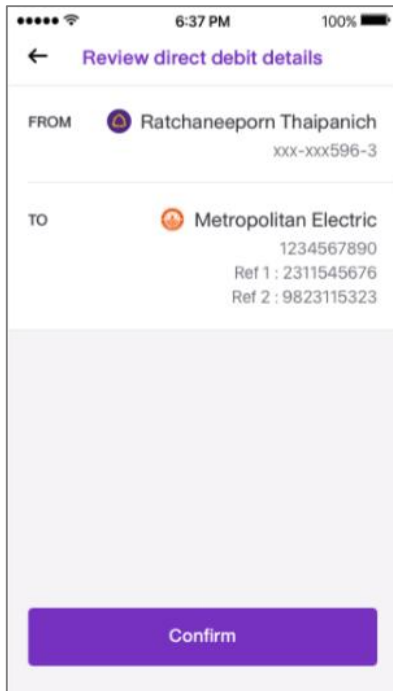 6:37 PM
100%
Review direct debit details
FROM
Ratchaneeporn Thaipanich
xxx-xxx596-3
TO
Metropolitan Electric
1234567890
Ref 1 : 2311545676
Ref 2 : 9823115323
Confirm